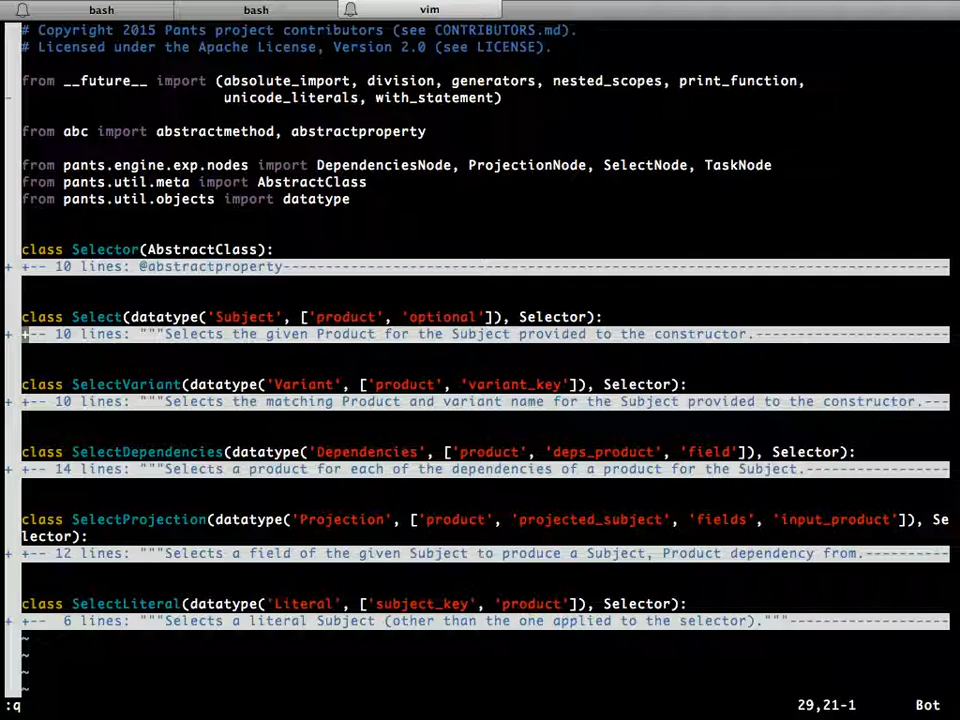 bash bash vim
# Copyright 2015 Pants project contributors (see CONTRIBUTORS.md).
# Licensed under the Apache License, Version 2.0 (see LICENSE).
from __future__ import (absolute_import, division, generators, nested_scopes, print_function,
unicode_literals, with_statement)
from abc import abstractmethod, abstractproperty
from pants.engine.exp.nodes import DependenciesNode, ProjectionNode, SelectNode, TaskNode
from pants.util.meta import AbstractClass
from pants.util.objects import datatype
class Selector(AbstractClass):
+ +-- 10 lines: @abstractproperty-------------------------------------------------------------------------------
class Select(datatype('Subject', ['product', 'optional']), Selector):
+ +-- 10 lines: """Selects the given Product for the Subject provided to the constructor.-----------------------
class SelectVariant(datatype('Variant', ['product', 'variant_key']), Selector):
+ +-- 10 lines: """Selects the matching Product and variant name for the Subject provided to the constructor.---
class SelectDependencies(datatype('Dependencies', ['product', 'deps_product', 'field']), Selector):
+ +-- 14 lines: """Selects a product for each of the dependencies of a product for the Subject.-----------------
class SelectProjection(datatype('Projection', ['product', 'projected_subject', 'fields', 'input_product']), Se
lector):
+ +-- 12 lines: """Selects a field of the given Subject to produce a Subject, Product dependency from.----------
class SelectLiteral(datatype('Literal', ['subject_key', 'product']), Selector):
+ +-- 6 lines: """Selects a literal Subject (other than the one applied to the selector)."""-------------------
~
~
~
~
:q 29,21-1 Bot